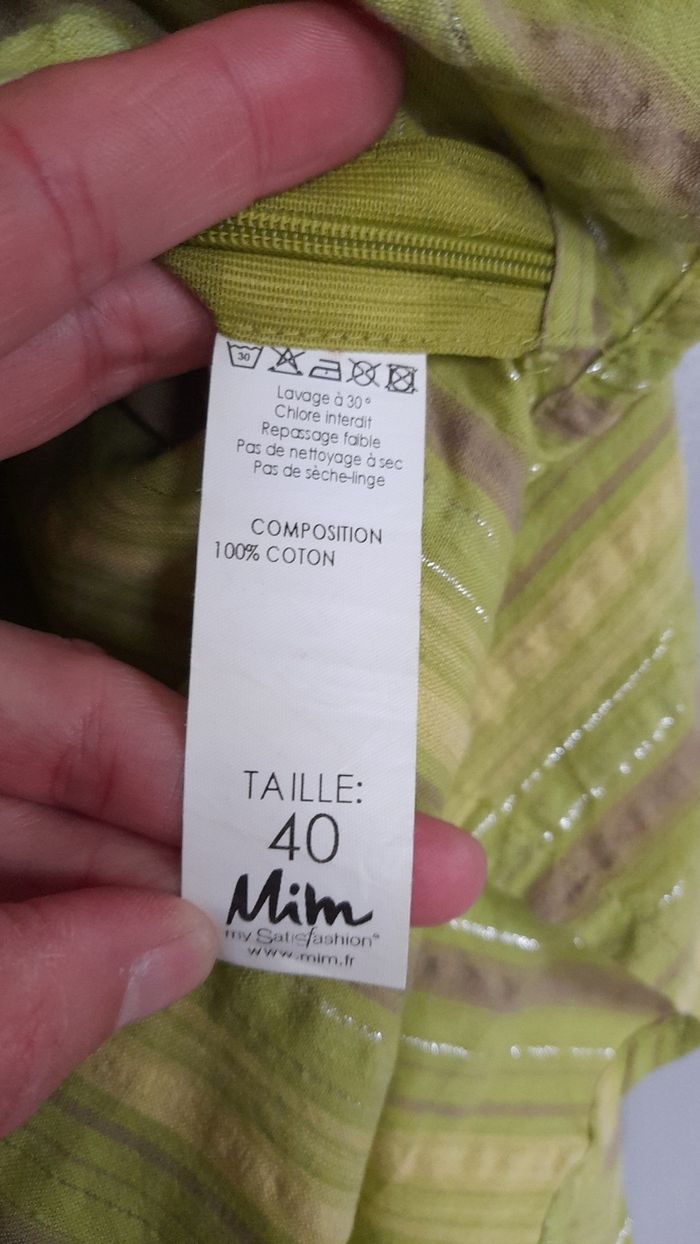 30
Lavage à 30°
Chlore interdit
Repassage faible
Pas de nettoyage à sec
Pas de sèche-linge
COMPOSITION
100% COTON
TAILLE:
40
Mim
my Satisfashion®
www.mim.fr